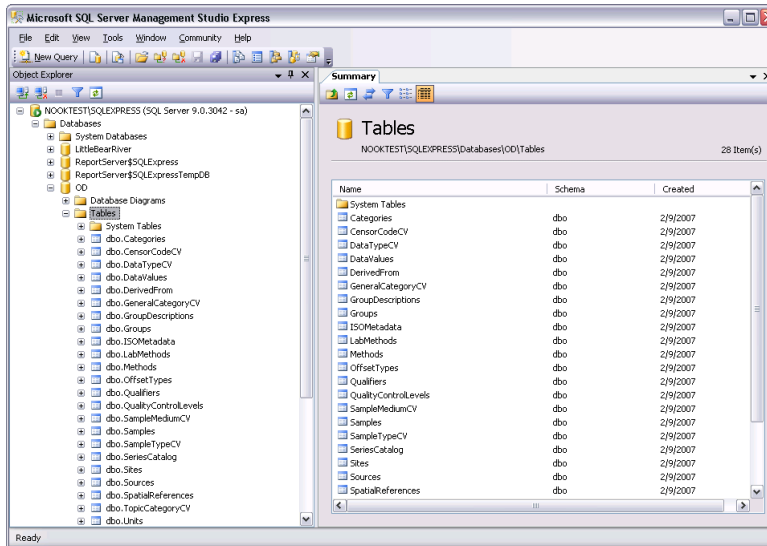 Microsoft SQL Server Management Studio Express
File Edit View Tools Window Community Help
New Query
Object Explorer
NOOKTEST\SQLEXPRESS (SQL Server 9.0.3042 - sa)
Databases
System Databases
LittleBearRiver
ReportServer$SQLExpress
ReportServer$SQLExpressTempDB
OD
Database Diagrams
Tables
System Tables
dbo.Categories
dbo.CensorCodeCV
dbo.DataTypeCV
dbo.DataValues
dbo.DerivedFrom
dbo.GeneralCategoryCV
dbo.GroupDescriptions
dbo.Groups
dbo.ISOMetadata
dbo.LabMethods
dbo.Methods
dbo.OffsetTypes
dbo.Qualifiers
dbo.QualityControlLevels
dbo.SampleMediumCV
dbo.Samples
dbo.SampleTypeCV
dbo.SeriesCatalog
dbo.Sites
dbo.Sources
dbo.SpatialReferences
dbo.TopicCategoryCV
dbo.Units
Summary
Tables
NOOKTEST\SQLEXPRESS\Databases\OD\Tables 28 Item(s)
Name Schema Created
System Tables
Categories dbo 2/9/2007
CensorCodeCV dbo 2/9/2007
DataTypeCV dbo 2/9/2007
DataValues dbo 2/9/2007
DerivedFrom dbo 2/9/2007
GeneralCategoryCV dbo 2/9/2007
GroupDescriptions dbo 2/9/2007
Groups dbo 2/9/2007
ISOMetadata dbo 2/9/2007
LabMethods dbo 2/9/2007
Methods dbo 2/9/2007
OffsetTypes dbo 2/9/2007
Qualifiers dbo 2/9/2007
QualityControlLevels dbo 2/9/2007
SampleMediumCV dbo 2/9/2007
Samples dbo 2/9/2007
SampleTypeCV dbo 2/9/2007
SeriesCatalog dbo 2/9/2007
Sites dbo 2/9/2007
Sources dbo 2/9/2007
SpatialReferences dbo 2/9/2007
Ready